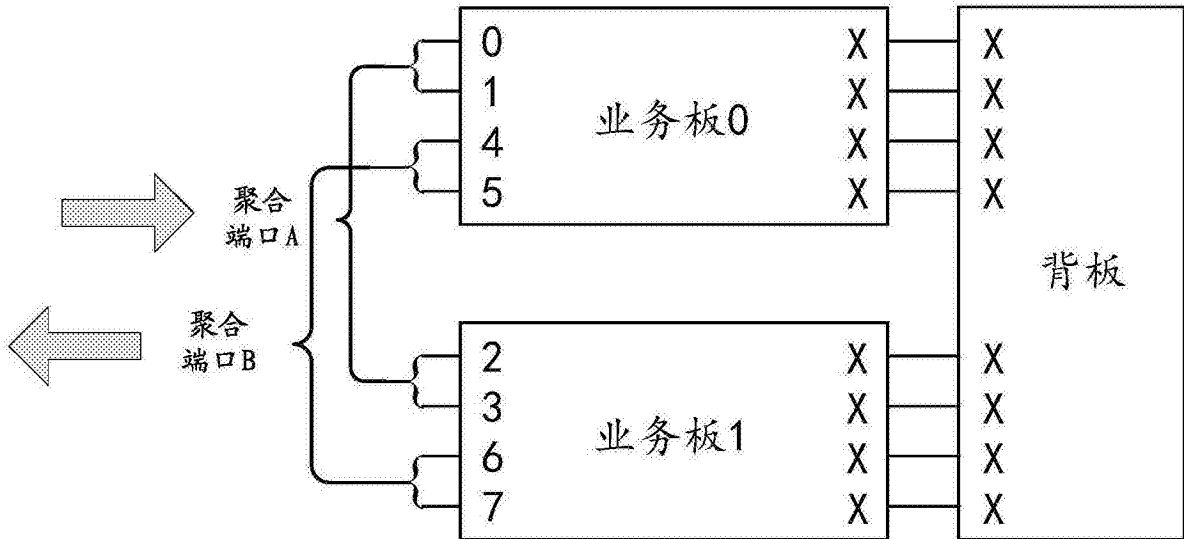 0 X X
1 X X
业务板0
4 X X
5 X X
聚合
端口A
背板
聚合
端口B
2 X X
3 X X
业务板1
6 X X
7 X X